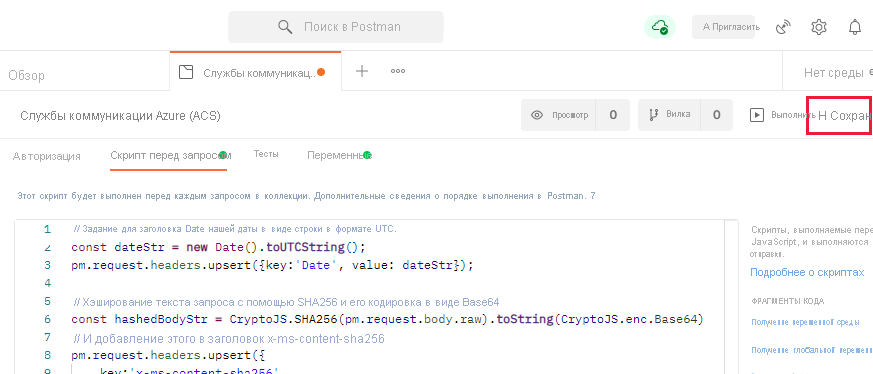 Поиск в Postman
А Пригласить
Обзор
Службы коммуникац..
Нет среды
Службы коммуникации Azure (ACS)
Просмотр 0
Вилка 0
Выполнить
Н Сохран
Авторизация
Скрипт перед запросом
Тесты
Переменные
Этот скрипт будет выполнен перед каждым запросом в коллекции. Дополнительные сведения о порядке выполнения в Postman. 7
1 // Задание для заголовка Date нашей даты в виде строки в формате UTC.
2 const dateStr = new Date().toUTCString();
3 pm.request.headers.upsert({key:'Date', value: dateStr});
4
5 // Хэширование текста запроса с помощью SHA256 и его кодировка в виде Base64
6 const hashedBodyStr = CryptoJS.SHA256(pm.request.body.raw).toString(CryptoJS.enc.Base64)
7 // И добавление этого в заголовок x-ms-content-sha256
8 pm.request.headers.upsert({
9 key:'x-ms-content-sha256'
Скрипты, выполняемые пере
JavaScript, и выполняются
отправки.
Подробнее о скриптах
ФРАГМЕНТЫ КОДА
Получение переменной среды
Получение глобальной переменн